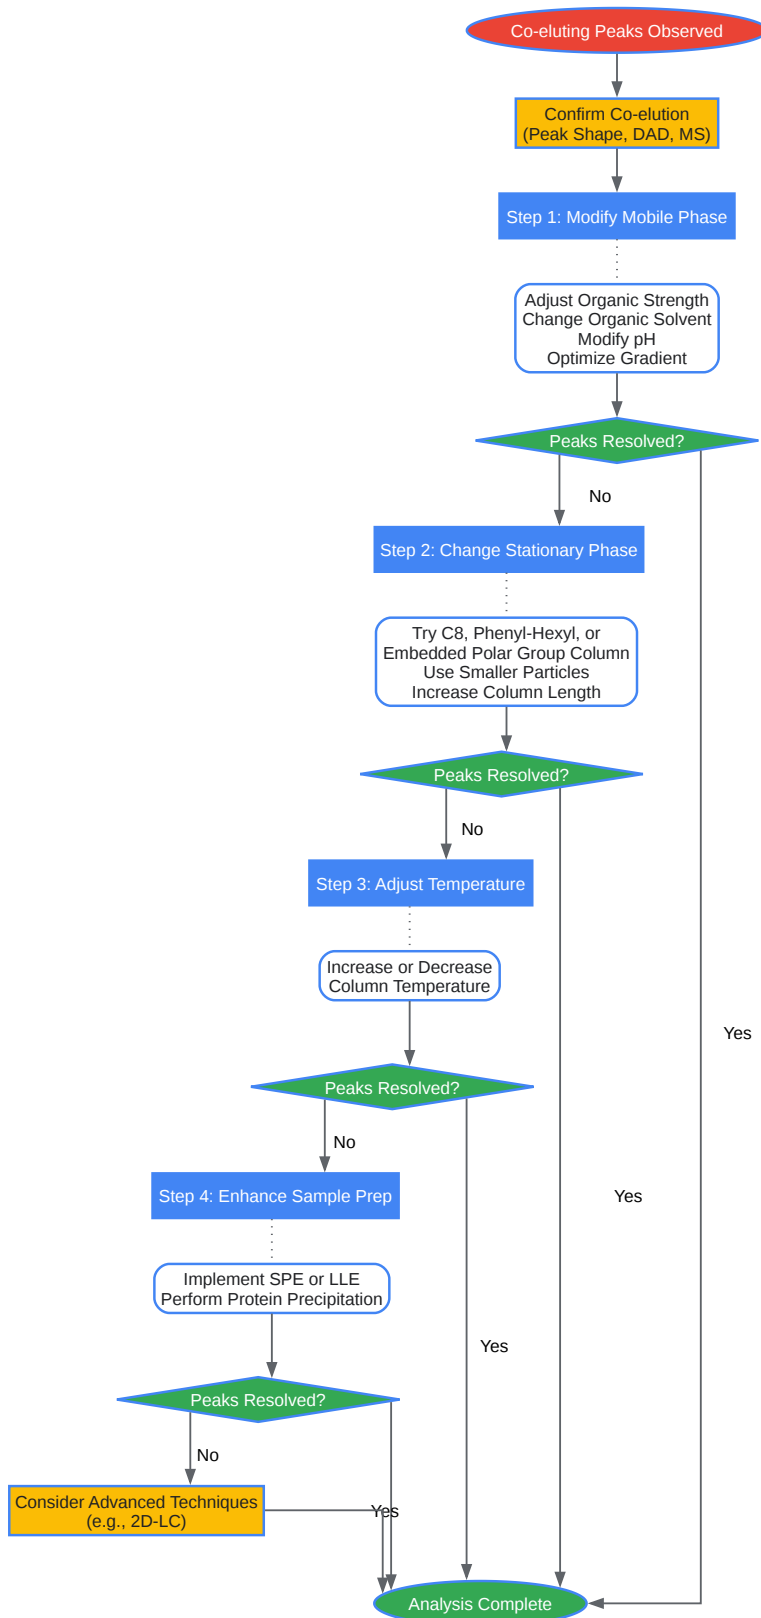 Co-eluting Peaks Observed
Confirm Co-elution
(Peak Shape, DAD, MS)
Step 1: Modify Mobile Phase
Adjust Organic Strength
Change Organic Solvent
Modify pH
Optimize Gradient
Peaks Resolved?
No
Step 2: Change Stationary Phase
Try C8, Phenyl-Hexyl, or
Embedded Polar Group Column
Use Smaller Particles
Increase Column Length
Peaks Resolved?
No
Step 3: Adjust Temperature
Increase or Decrease
Column Temperature
Yes
Peaks Resolved?
No
Step 4: Enhance Sample Prep
Yes
Implement SPE or LLE
Perform Protein Precipitation
Yes
Peaks Resolved?
No
Consider Advanced Techniques
(e.g., 2D-LC)
Yes
Analysis Complete